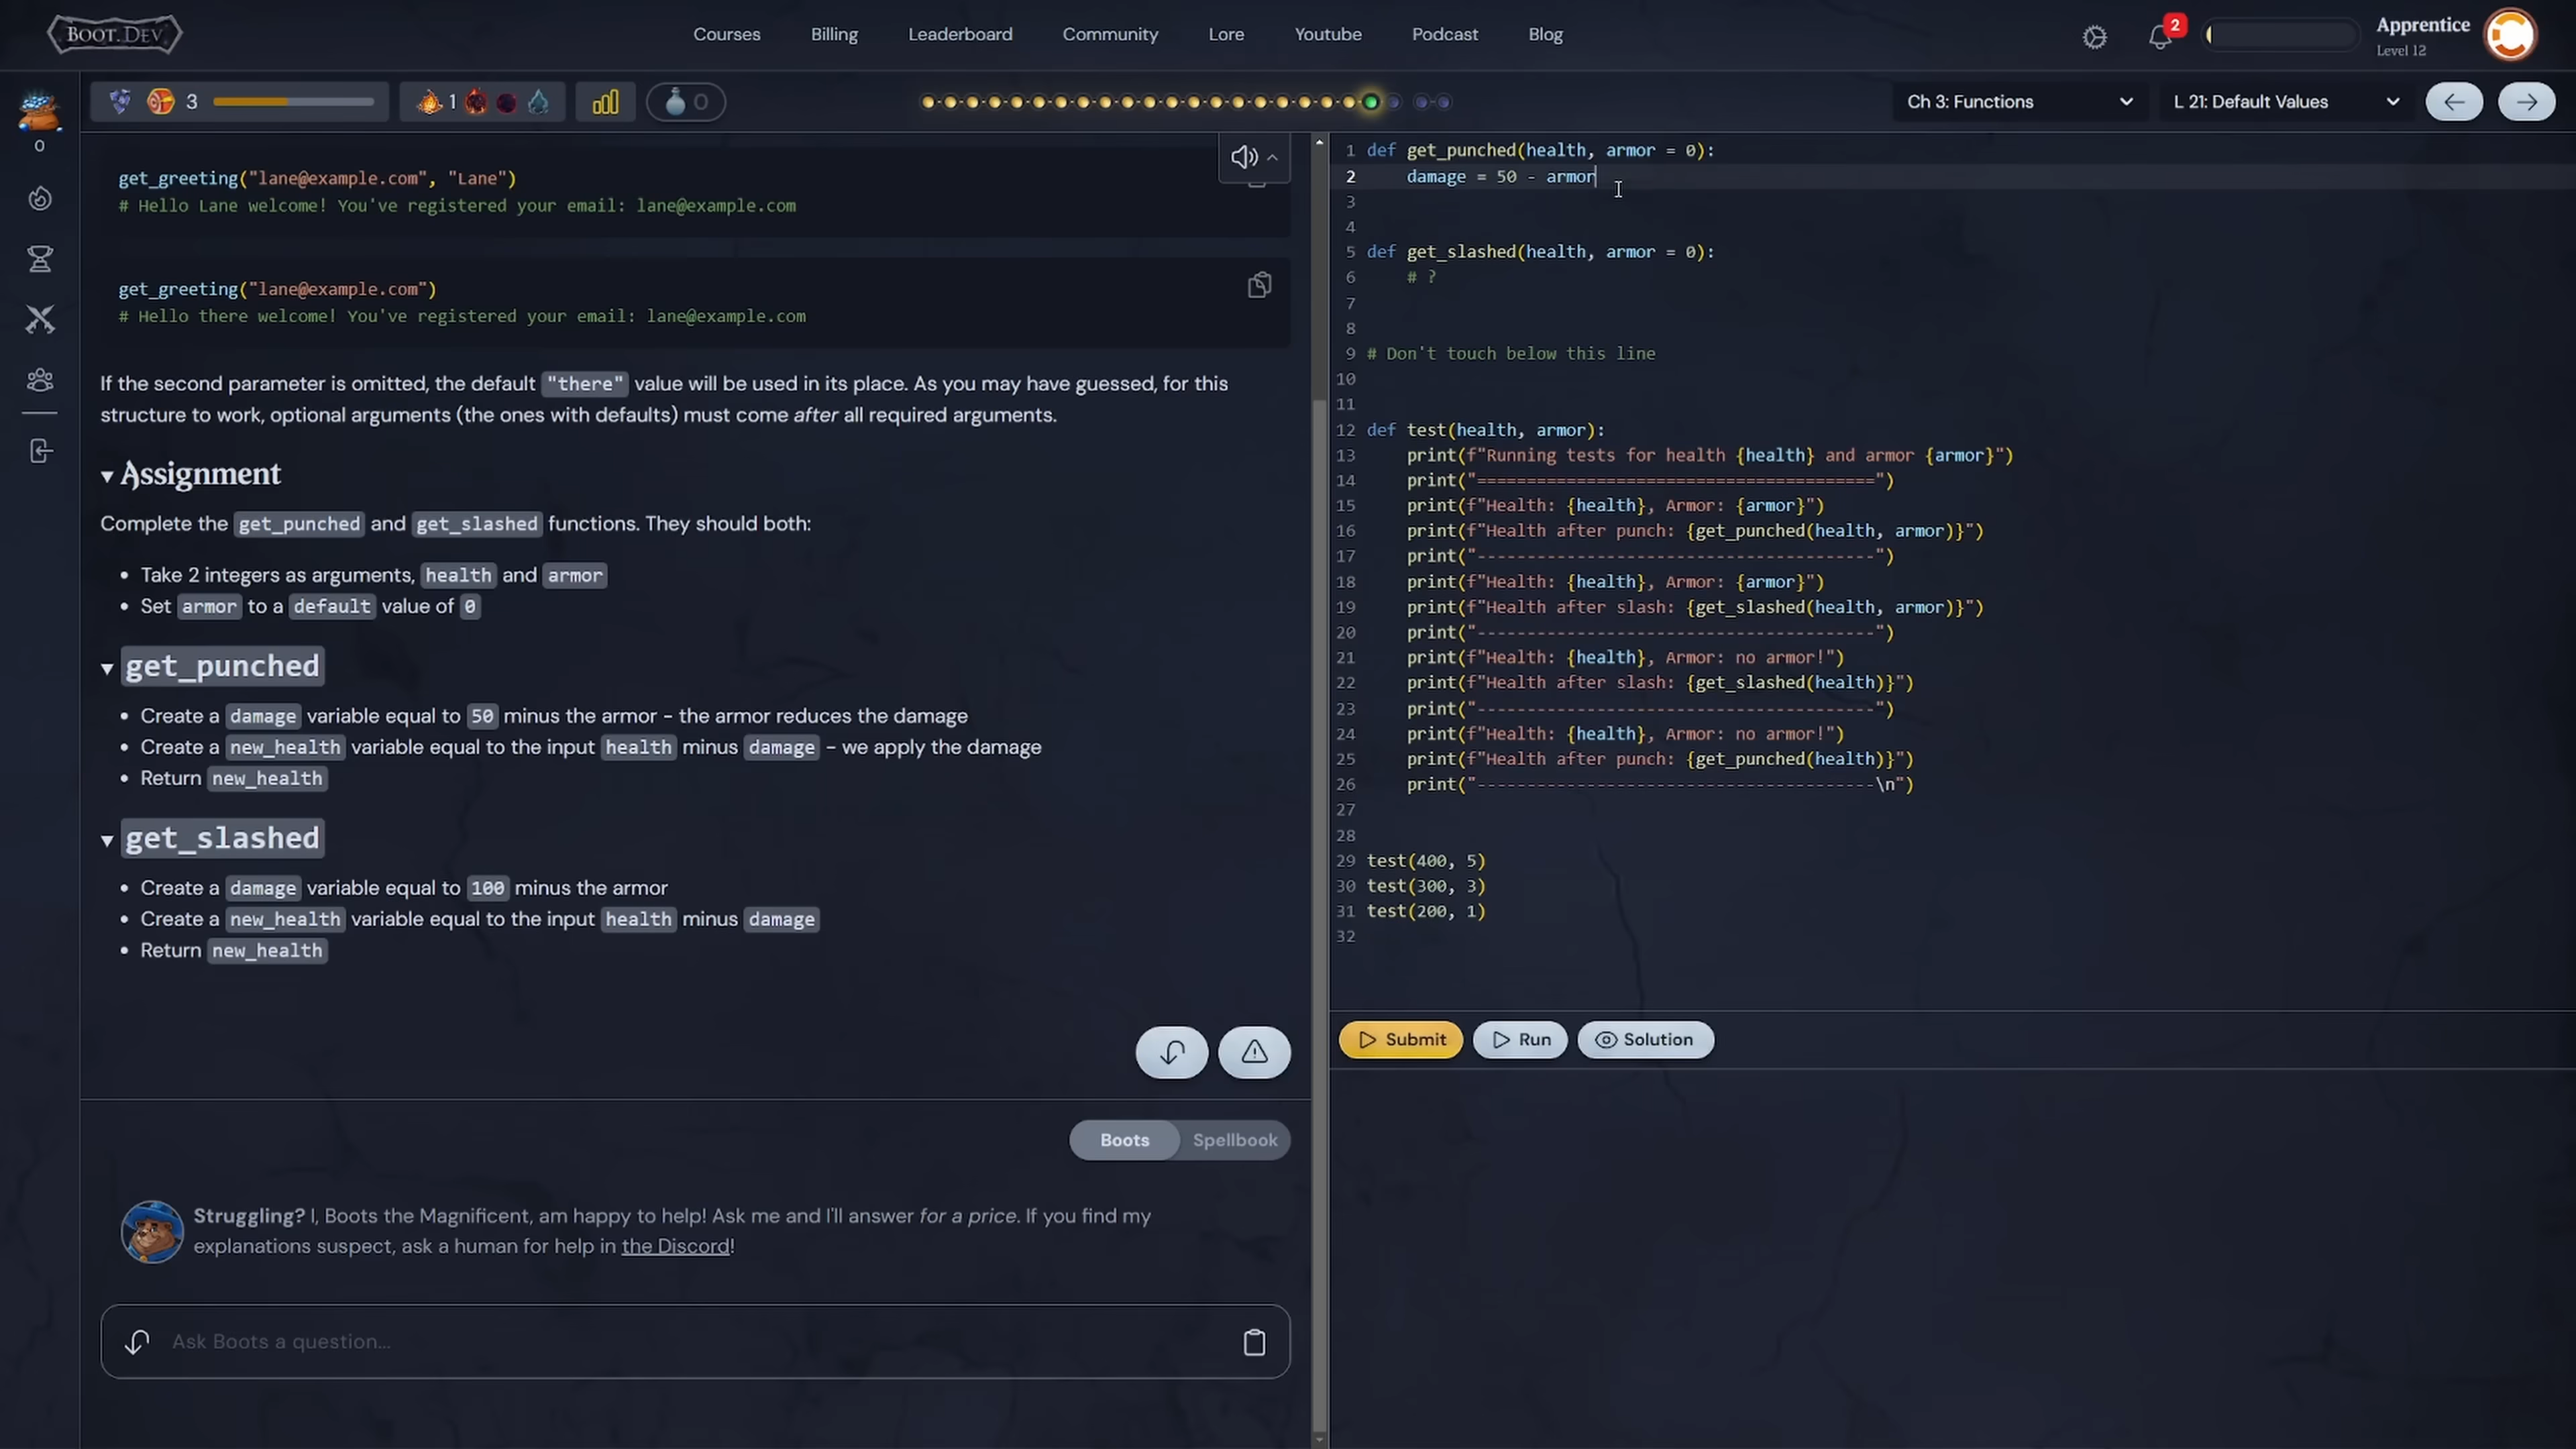 BOOT.DEV
Courses
Billing
Leaderboard
Community
Lore
Youtube
Podcast
Blog
2
Apprentice
Level 12
0
3
1
0
Ch 3: Functions
L 21: Default Values
get_greeting("lane@example.com", "Lane")
# Hello Lane welcome! You've registered your email: lane@example.com
get_greeting("lane@example.com")
# Hello there welcome! You've registered your email: lane@example.com
If the second parameter is omitted, the default "there" value will be used in its place. As you may have guessed, for this
structure to work, optional arguments (the ones with defaults) must come after all required arguments.
Assignment
Complete the get_punched and get_slashed functions. They should both:
• Take 2 integers as arguments, health and armor
• Set armor to a default value of 0
get_punched
• Create a damage variable equal to 50 minus the armor - the armor reduces the damage
• Create a new_health variable equal to the input health minus damage - we apply the damage
• Return new_health
get_slashed
• Create a damage variable equal to 100 minus the armor
• Create a new_health variable equal to the input health minus damage
• Return new_health
Boots
Spellbook
Struggling? I, Boots the Magnificent, am happy to help! Ask me and I'll answer for a price. If you find my
explanations suspect, ask a human for help in the Discord!
Ask Boots a question...
1 def get_punched(health, armor = 0):
2     damage = 50 - armor
3
4
5 def get_slashed(health, armor = 0):
6     # ?
7
8
9 # Don't touch below this line
10
11
12 def test(health, armor):
13     print(f"Running tests for health {health} and armor {armor}")
14     print("========================================")
15     print(f"Health: {health}, Armor: {armor}")
16     print(f"Health after punch: {get_punched(health, armor)}")
17     print("----------------------------------------")
18     print(f"Health: {health}, Armor: {armor}")
19     print(f"Health after slash: {get_slashed(health, armor)}")
20     print("----------------------------------------")
21     print(f"Health: {health}, Armor: no armor!")
22     print(f"Health after slash: {get_slashed(health)}")
23     print("----------------------------------------")
24     print(f"Health: {health}, Armor: no armor!")
25     print(f"Health after punch: {get_punched(health)}")
26     print("----------------------------------------\n")
27
28
29 test(400, 5)
30 test(300, 3)
31 test(200, 1)
32
Submit
Run
Solution